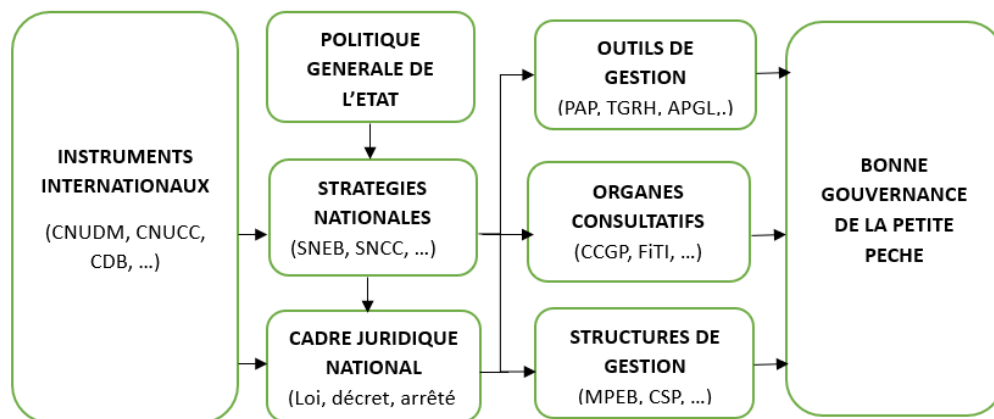 INSTRUMENTS
INTERNATIONAUX
(CNUDM, CNUCC,
CDB, …)
POLITIQUE
GENERALE DE
L'ETAT
STRATEGIES
NATIONALES
(SNEB, SNCC, …)
CADRE JURIDIQUE
NATIONAL
(Loi, décret, arrêté
OUTILS DE
GESTION
(PAP, TGRH, APGL,.)
ORGANES
CONSULTATIFS
(CCGP, FiTI, …)
STRUCTURES DE
GESTION
(MPEB, CSP, …)
BONNE
GOUVERNANCE
DE LA PETITE
PECHE